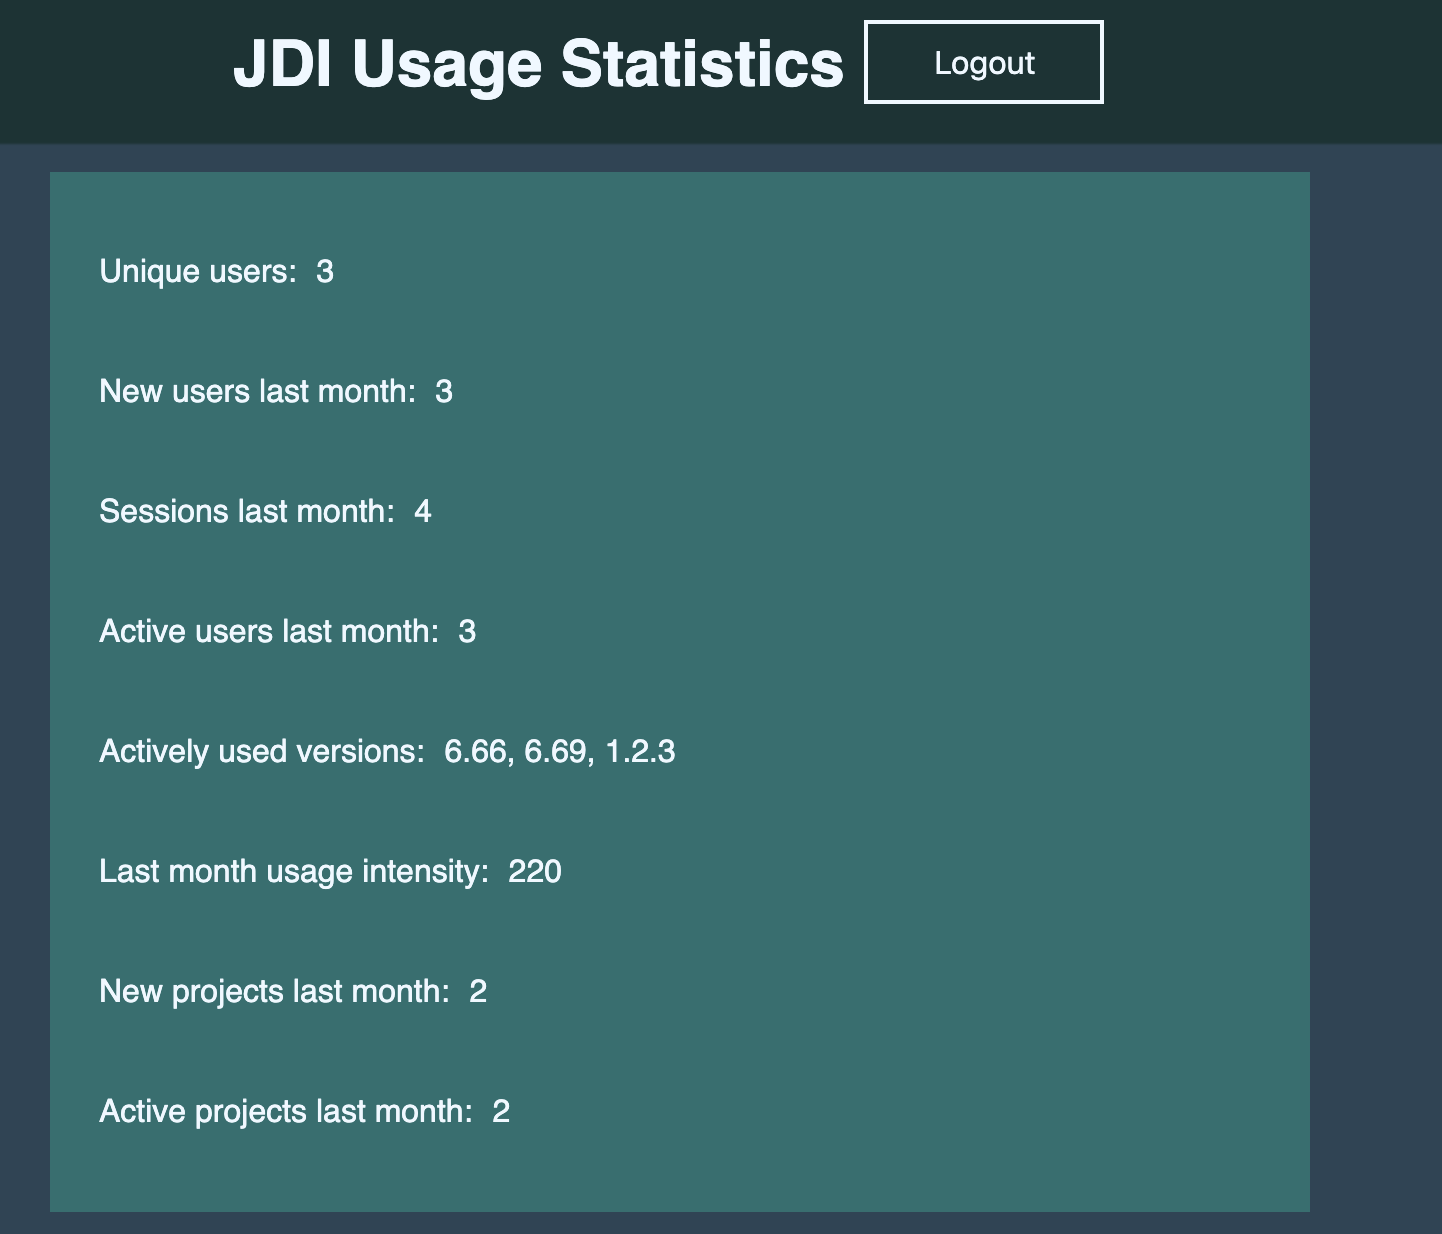 JDI Usage Statistics Logout
Unique users: 3
New users last month: 3
Sessions last month: 4
Active users last month: 3
Actively used versions: 6.66, 6.69, 1.2.3
Last month usage intensity: 220
New projects last month: 2
Active projects last month: 2